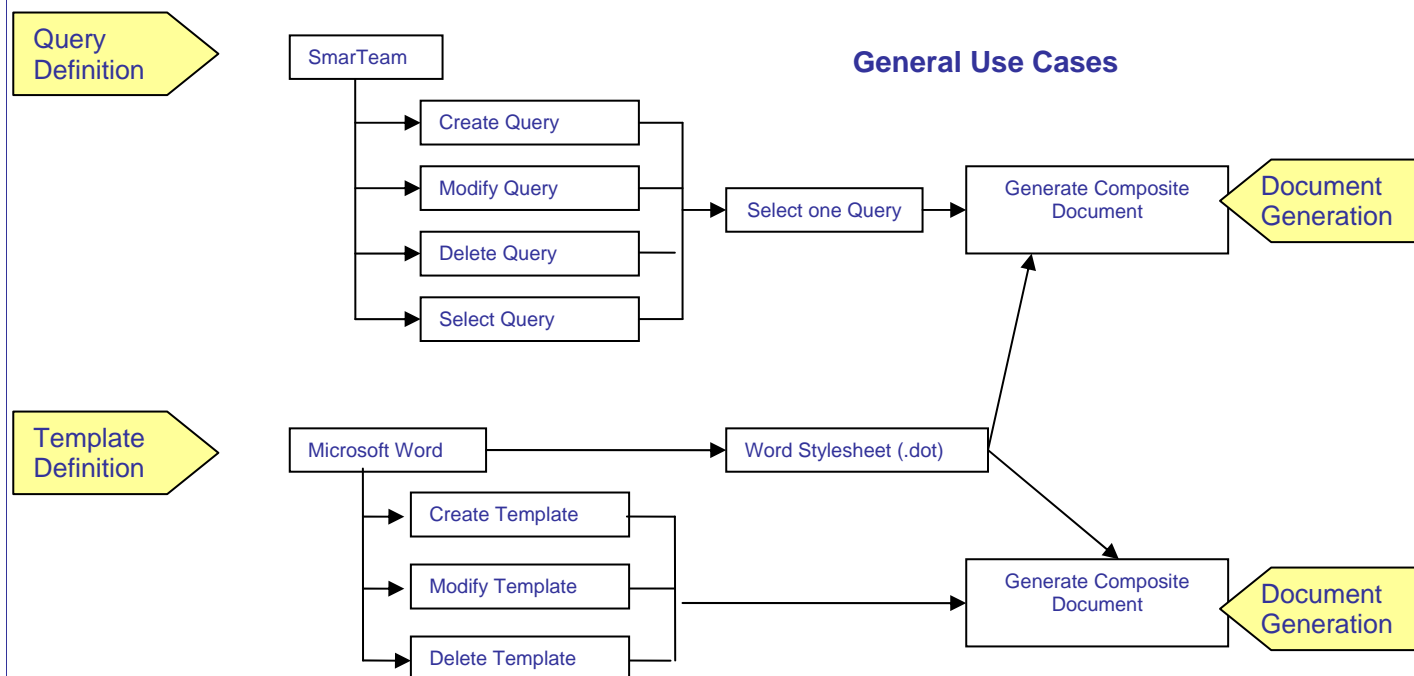 Query
Definition
SmarTeam
General Use Cases
Create Query
Modify Query
Delete Query
Select Query
Select one Query
Generate Composite
Document
Document
Generation
Template
Definition
Microsoft Word
Word Stylesheet (.dot)
Create Template
Modify Template
Delete Template
Generate Composite
Document
Document
Generation